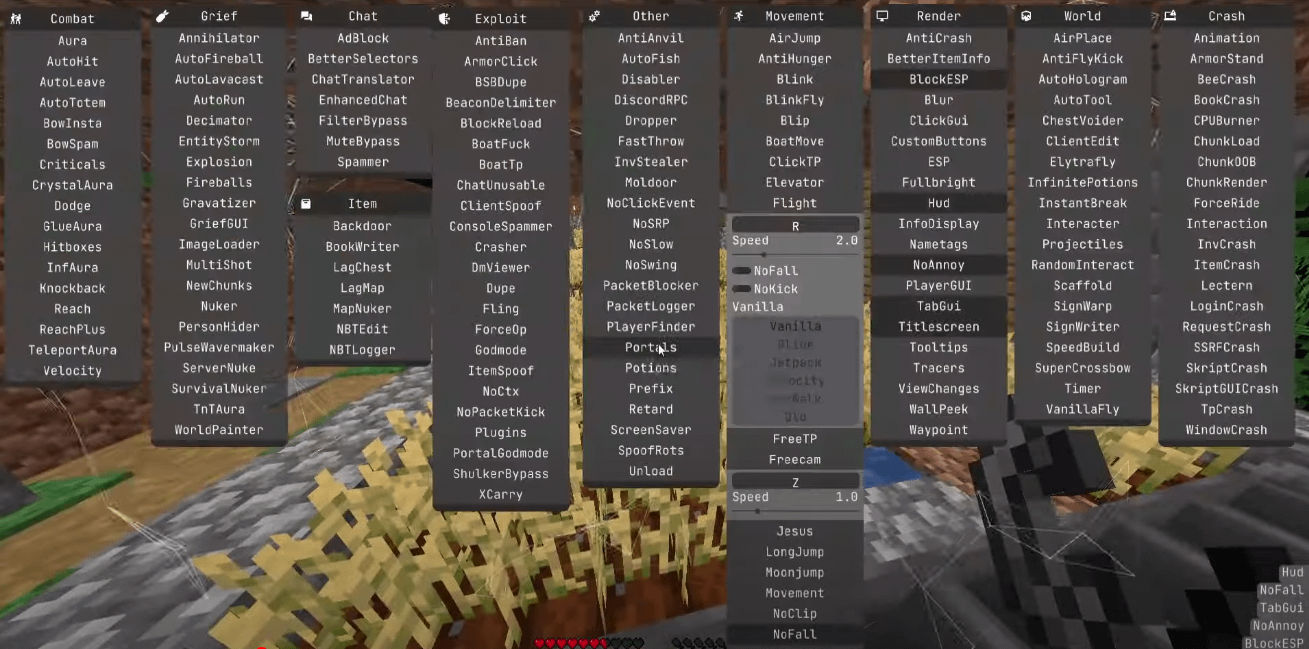 Combat
Aura
AutoHit
AutoLeave
AutoTotem
BowInsta
BowSpam
Criticals
CrystalAura
Dodge
GlueAura
Hitboxes
InfAura
Knockback
Reach
ReachPlus
TeleportAura
Velocity
Grief
Annihilator
AutoFireball
AutoLavacast
AutoRun
Decimator
EntityStorm
Explosion
Fireballs
Gravatizer
GriefGUI
ImageLoader
MultiShot
NewChunks
Nuker
PersonHider
PulseWavermaker
ServerNuke
SurvivalNuker
TnTAura
WorldPainter
Chat
AdBlock
BetterSelectors
ChatTranslator
EnhancedChat
FilterBypass
MuteBypass
Spammer
Item
Backdoor
BookWriter
LagChest
LagMap
MapNuker
NBTEdit
NBTLogger
Exploit
AntiBan
ArmorClick
BSBDupe
BeaconDelimiter
BlockReload
BoatFuck
BoatTp
ChatUnusable
ClientSpoof
ConsoleSpammer
Crasher
DmViewer
Dupe
Fling
ForceOp
Godmode
ItemSpoof
NoCtx
NoPacketKick
Plugins
PortalGodmode
ShulkerBypass
XCarry
Other
AntiAnvil
AutoFish
Disabler
DiscordRPC
Dropper
FastThrow
InvStealer
Moldoor
NoClickEvent
NoSRP
NoSlow
NoSwing
PacketBlocker
PacketLogger
PlayerFinder
Portals
Potions
Prefix
Retard
ScreenSaver
SpoofRots
Unload
Movement
AirJump
AntiHunger
Blink
BlinkFly
Blip
BoatMove
ClickTP
Elevator
Flight
R
Speed 2.0
NoFall
NoKick
Vanilla
Vanilla
Jetpack
FreeTP
Freecam
Z
Speed 1.0
Jesus
LongJump
Moonjump
Movement
NoClip
NoFall
Render
AntiCrash
BetterItemInfo
BlockESP
Blur
ClickGui
CustomButtons
ESP
Fullbright
Hud
InfoDisplay
Nametags
NoAnnoy
PlayerGUI
TabGui
Titlescreen
Tooltips
Tracers
ViewChanges
WallPeek
Waypoint
World
AirPlace
AntiFlyKick
AutoHologram
AutoTool
ChestVoider
ClientEdit
Elytrafly
InfinitePotions
InstantBreak
Interacter
Projectiles
RandomInteract
Scaffold
SignWarp
SignWriter
SpeedBuild
SuperCrossbow
Timer
VanillaFly
Crash
Animation
ArmorStand
BeeCrash
BookCrash
CPUBurner
ChunkLoad
ChunkOOB
ChunkRender
ForceRide
Interaction
InvCrash
ItemCrash
Lectern
LoginCrash
RequestCrash
SSRFCrash
SkriptCrash
SkriptGUICrash
TpCrash
WindowCrash
Hud
NoFall
TabGui
NoAnnoy
BlockESP